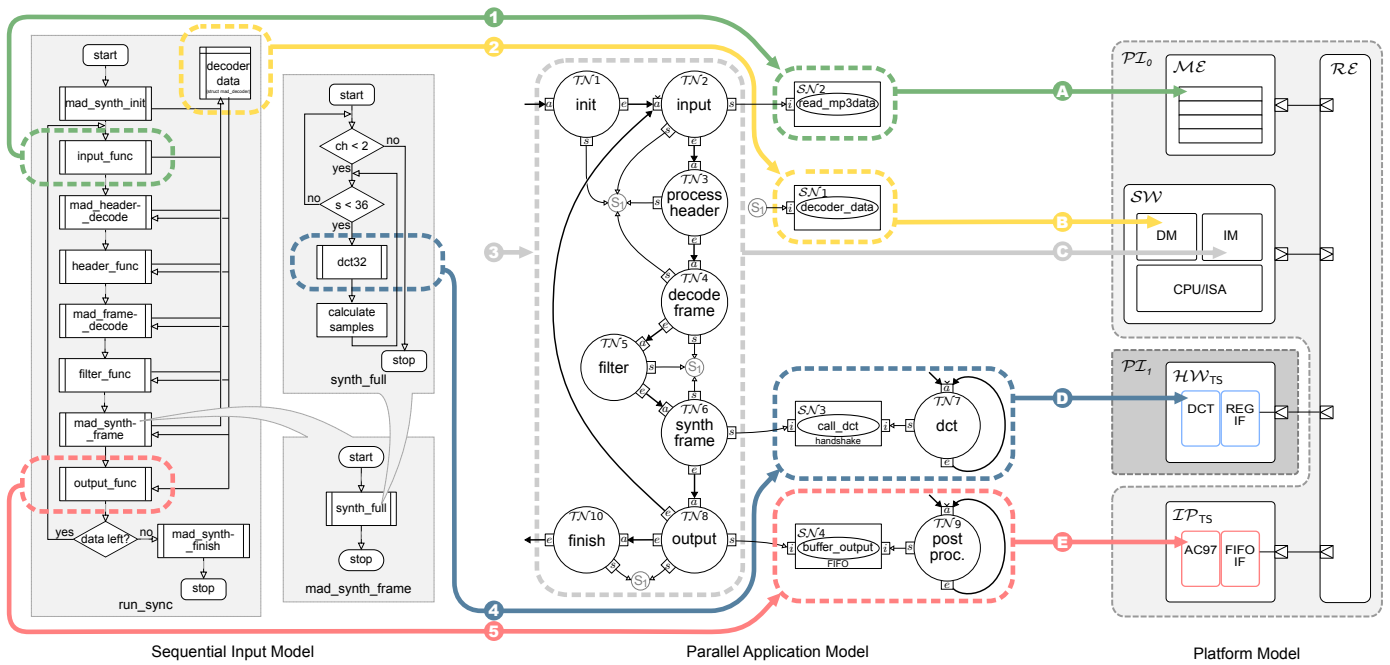 1
2
3
4
5
start
mad_synth_init
input_func
mad_header-
_decode
header_func
mad_frame-
_decode
filter_func
mad_synth-
_frame
output_func
yes
data left?
no
mad_synth-
_finish
stop
run_sync
decoder
data
(struct mad_decoder)
start
ch < 2
no
yes
s < 36
no
yes
dct32
calculate
samples
stop
synth_full
start
synth_full
stop
mad_synth_frame
Sequential Input Model
TN1
init
a
e
s
TN2
input
ă
s
e
a
TN3
process
header
s
e
S1
a
TN4
decode
frame
s
e
s
a
TN5
filter
s
e
S1
s
a
TN6
synth
frame
s
e
a
TN8
output
s
e
s
TN10
finish
a
e
s
S1
SN2
read_mp3data
i
S1
SN1
decoder_data
i
SN3
call_dct
handshake
i
i
ă
TN7
dct
s
e
SN4
buffer_output
FIFO
i
i
ă
TN9
post
proc.
s
e
Parallel Application Model
A
B
C
D
E
PI0
ME
RE
SW
DM
IM
CPU/ISA
PI1
HWTS
DCT
REG
IF
IPTS
AC97
FIFO
IF
Platform Model